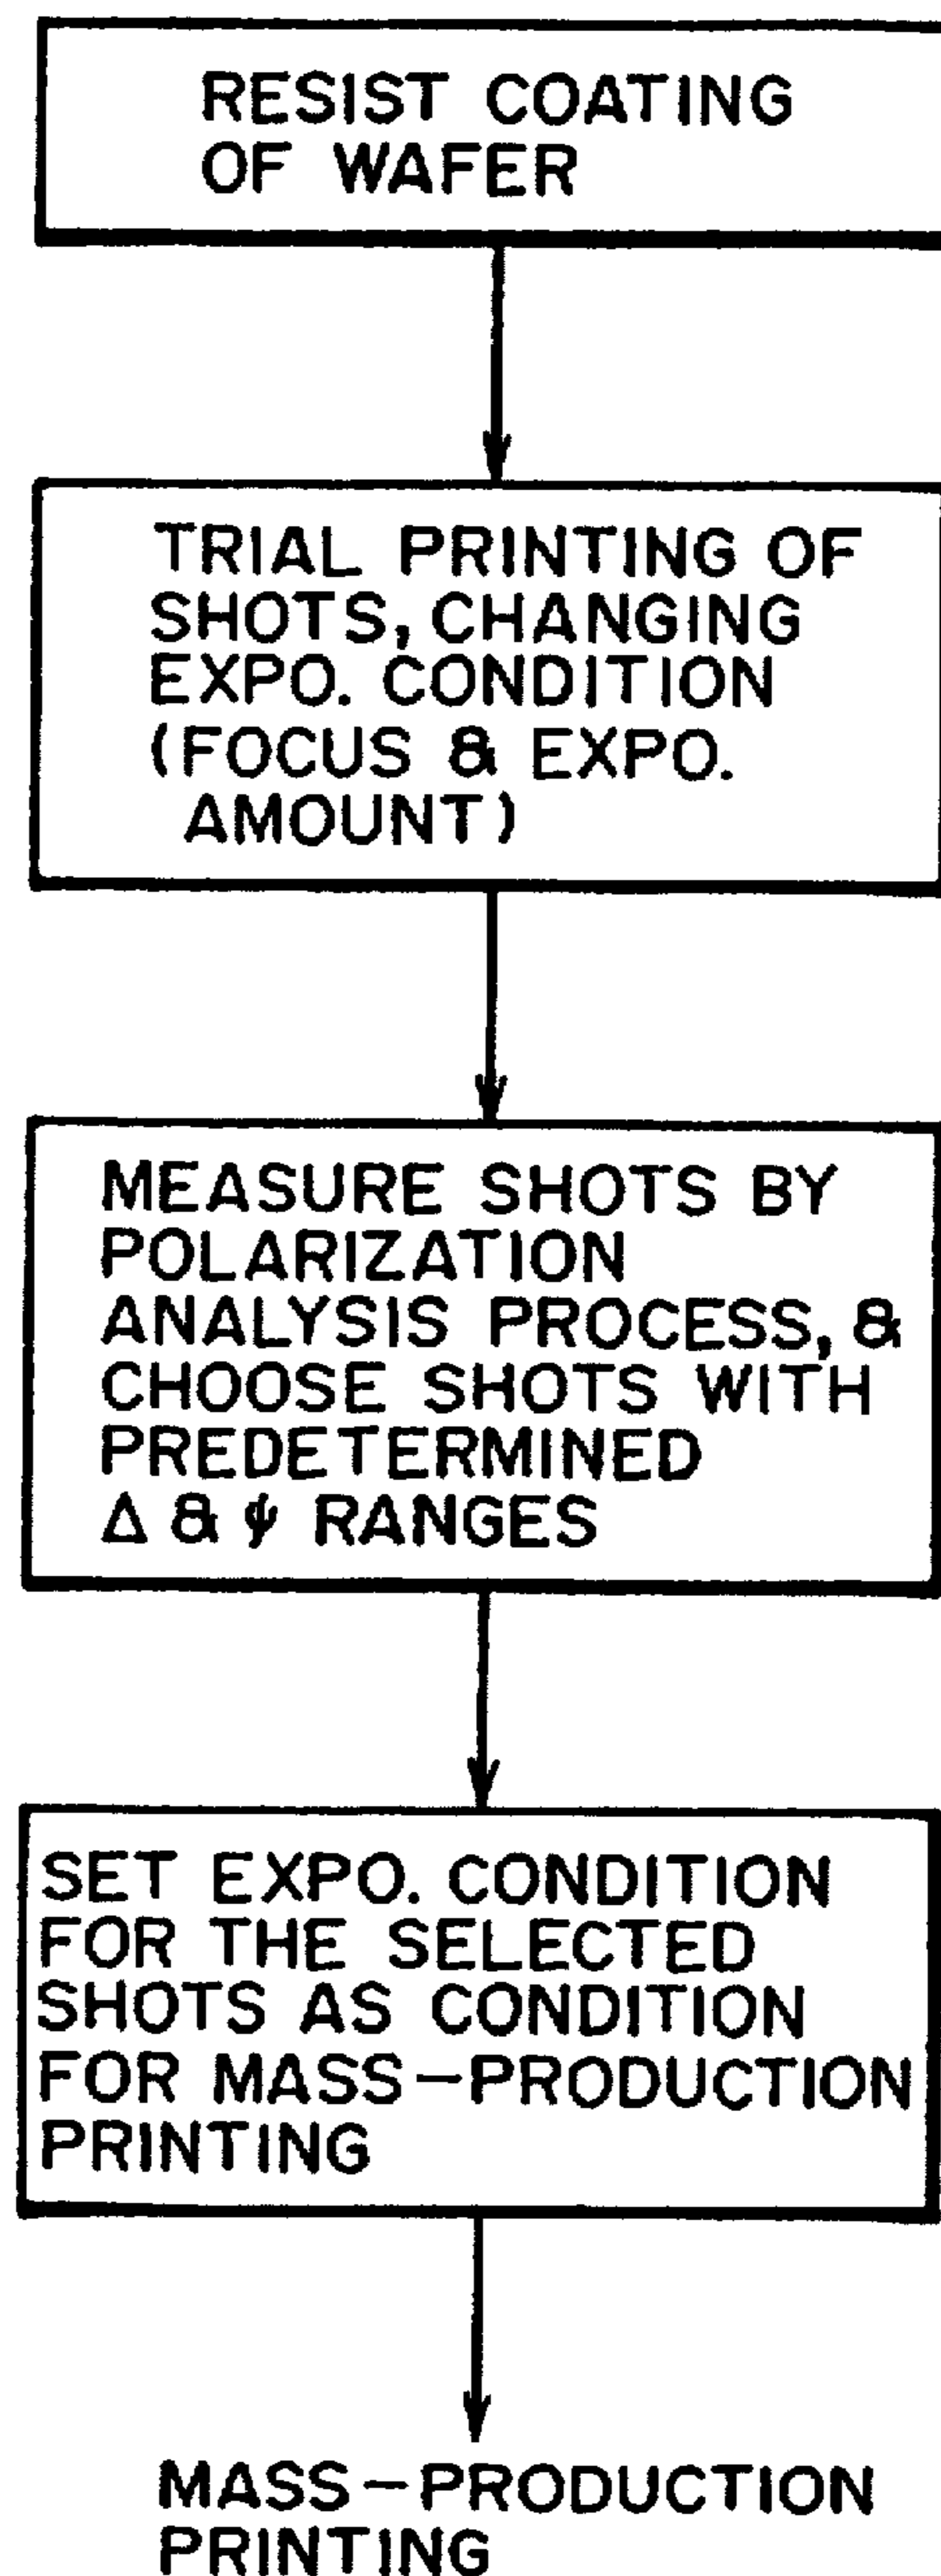 RESIST COATING
OF WAFER
TRIAL PRINTING OF
SHOTS, CHANGING
EXPO. CONDITION
(FOCUS & EXPO.
AMOUNT)
MEASURE SHOTS BY
POLARIZATION
ANALYSIS PROCESS, &
CHOOSE SHOTS WITH
PREDETERMINED
Δ & ψ RANGES
SET EXPO. CONDITION
FOR THE SELECTED
SHOTS AS CONDITION
FOR MASS-PRODUCTION
PRINTING
MASS-PRODUCTION
PRINTING